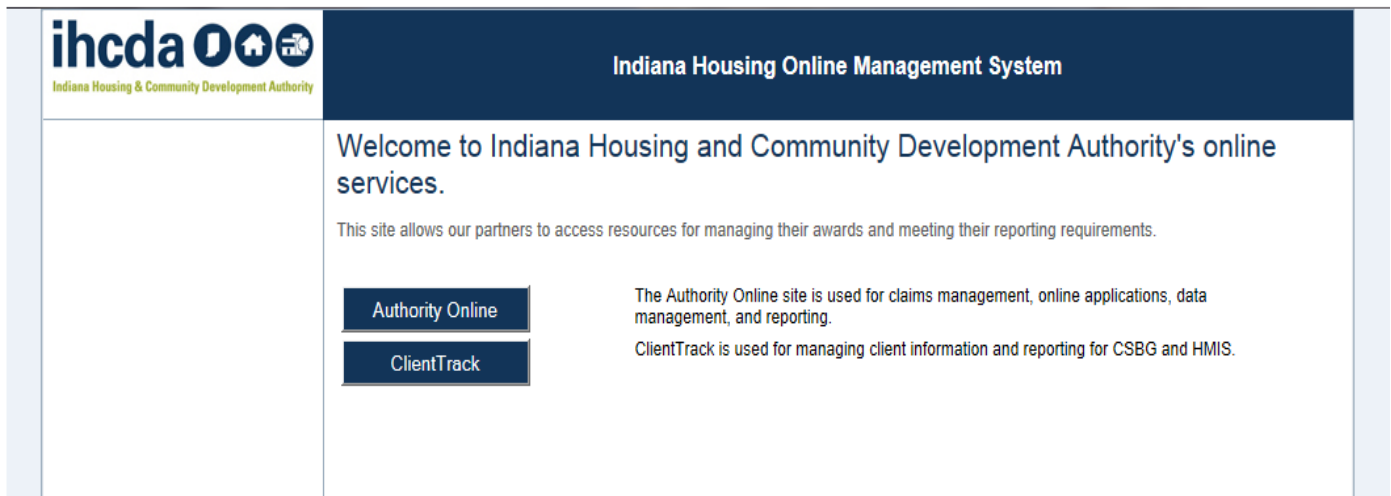 ihcda
Indiana Housing & Community Development Authority
Indiana Housing Online Management System
Welcome to Indiana Housing and Community Development Authority's online
services.
This site allows our partners to access resources for managing their awards and meeting their reporting requirements.
Authority Online
The Authority Online site is used for claims management, online applications, data
management, and reporting.
ClientTrack
ClientTrack is used for managing client information and reporting for CSBG and HMIS.